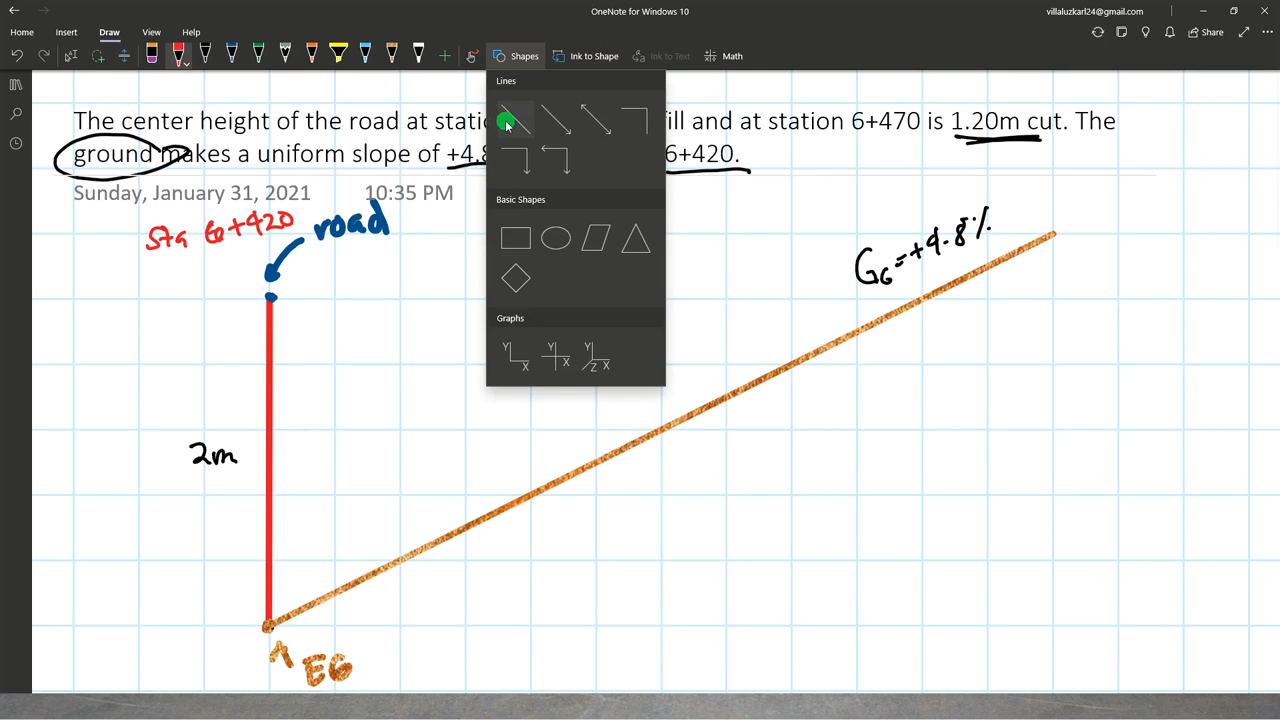 OneNote for Windows 10
villaluzkarl24@gmail.com
Home Insert Draw View Help
Share
Shapes Ink to Shape Ink to Text Math
Lines
The center height of the road at stati fill and at station 6+470 is 1.20m cut. The
ground makes a uniform slope of +4.8 6+420.
Sunday, January 31, 2021 10:35 PM
Basic Shapes
Sta 6+420
road
G6=+4.8%
Graphs
Y X Y X Y Z X
2m
EG